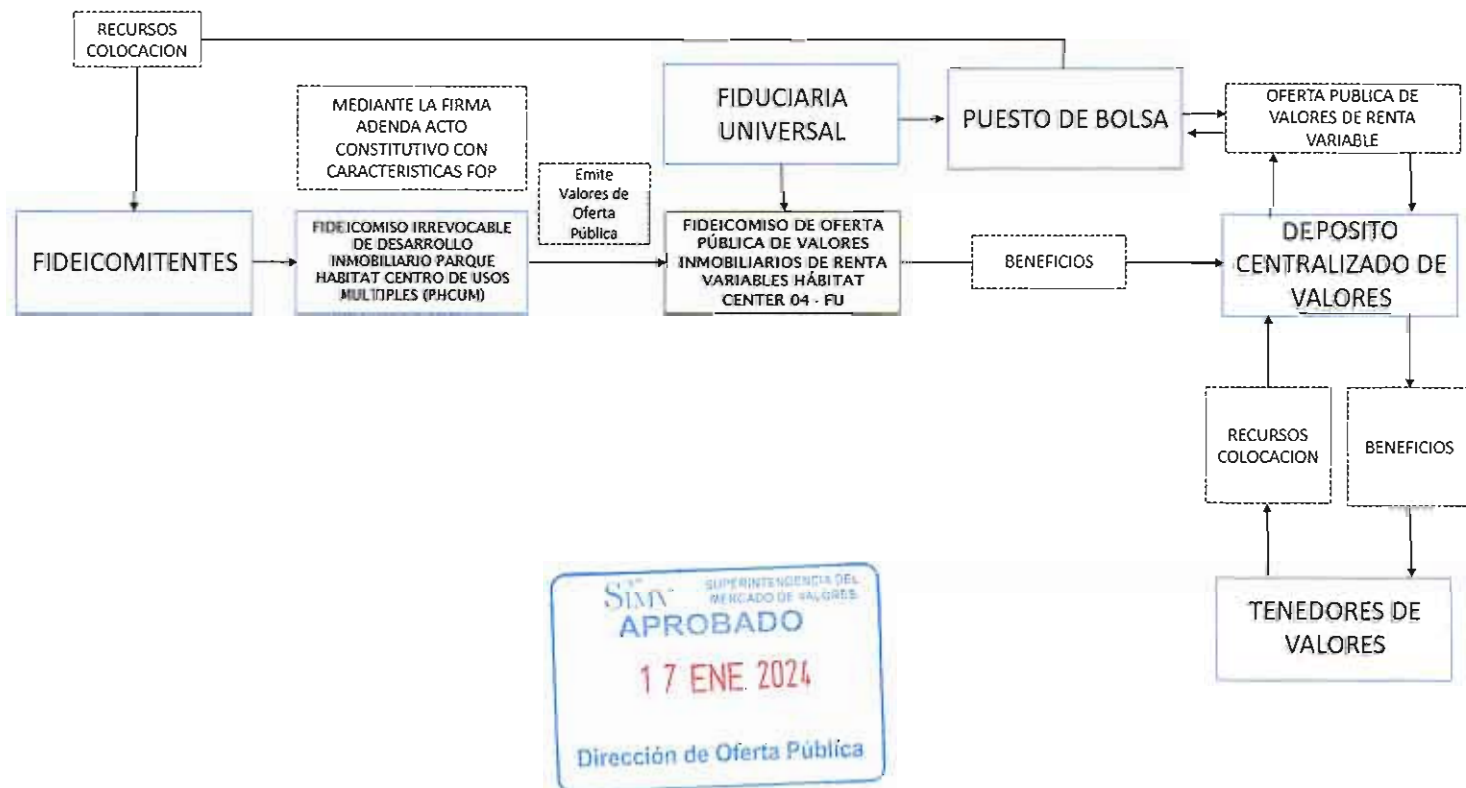 RECURSOS
COLOCACION
MEDIANTE LA FIRMA
ADENDA ACTO
CONSTITUTIVO CON
CARACTERISTICAS FOP
FIDUCIARIA
UNIVERSAL
PUESTO DE BOLSA
OFERTA PUBLICA DE
VALORES DE RENTA
VARIABLE
Emite
Valores de
Oferta
Pública
FIDEICOMITENTES
FIDEICOMISO IRREVOCABLE
DE DESARROLLO
INMOBILIARIO PARQUE
HABITAT CENTRO DE USOS
MULTIPLES (PHCUM)
FIDEICOMISO DE OFERTA
PÚBLICA DE VALORES
INMOBILIARIOS DE RENTA
VARIABLES HÁBITAT
CENTER 04 - FU
BENEFICIOS
DEPOSITO
CENTRALIZADO DE
VALORES
RECURSOS
COLOCACION
BENEFICIOS
TENEDORES DE
VALORES
SIMV
SUPERINTENDENCIA DEL
MERCADO DE VALORES
APROBADO
17 ENE. 2024
Dirección de Oferta Pública